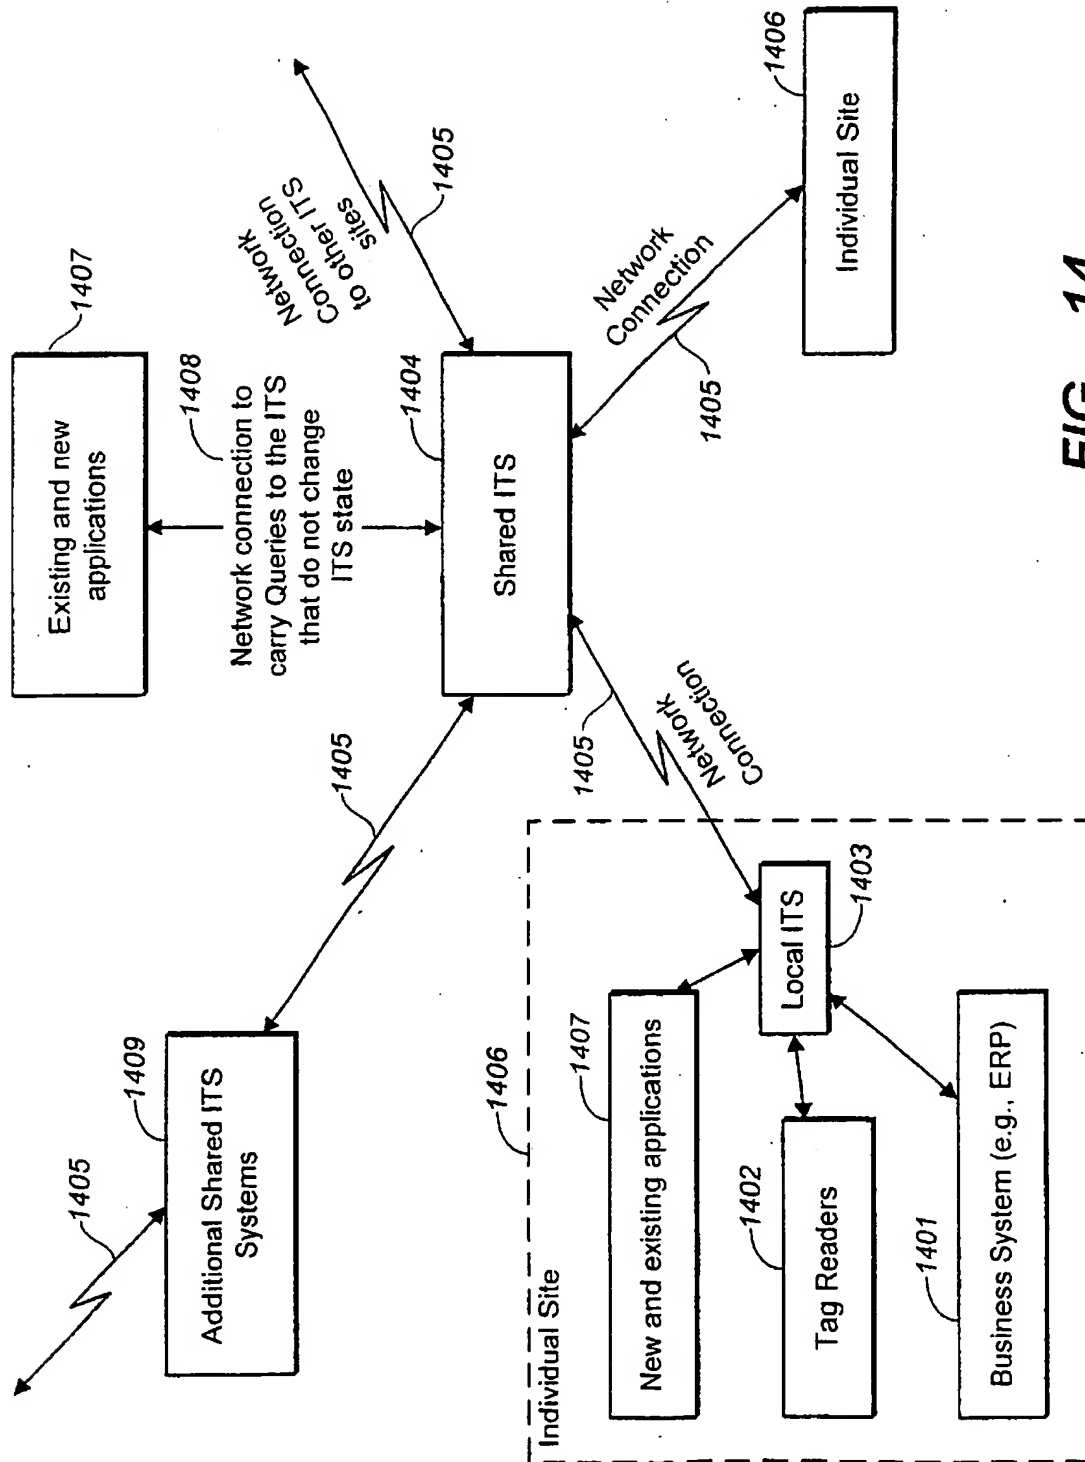 1405
1409
Additional Shared ITS
Systems
1405
1407
Existing and new
applications
1408
Network connection to
carry Queries to the ITS
that do not change
ITS state
Network
Connection
to other ITS
sites
1405
1404
Shared ITS
1406
Individual Site
1407
New and existing applications
1402
Tag Readers
1401
Business System (e.g., ERP)
Local ITS
1403
1405
Network
Connection
Network
Connection
1405
1406
Individual Site
FIG. 14